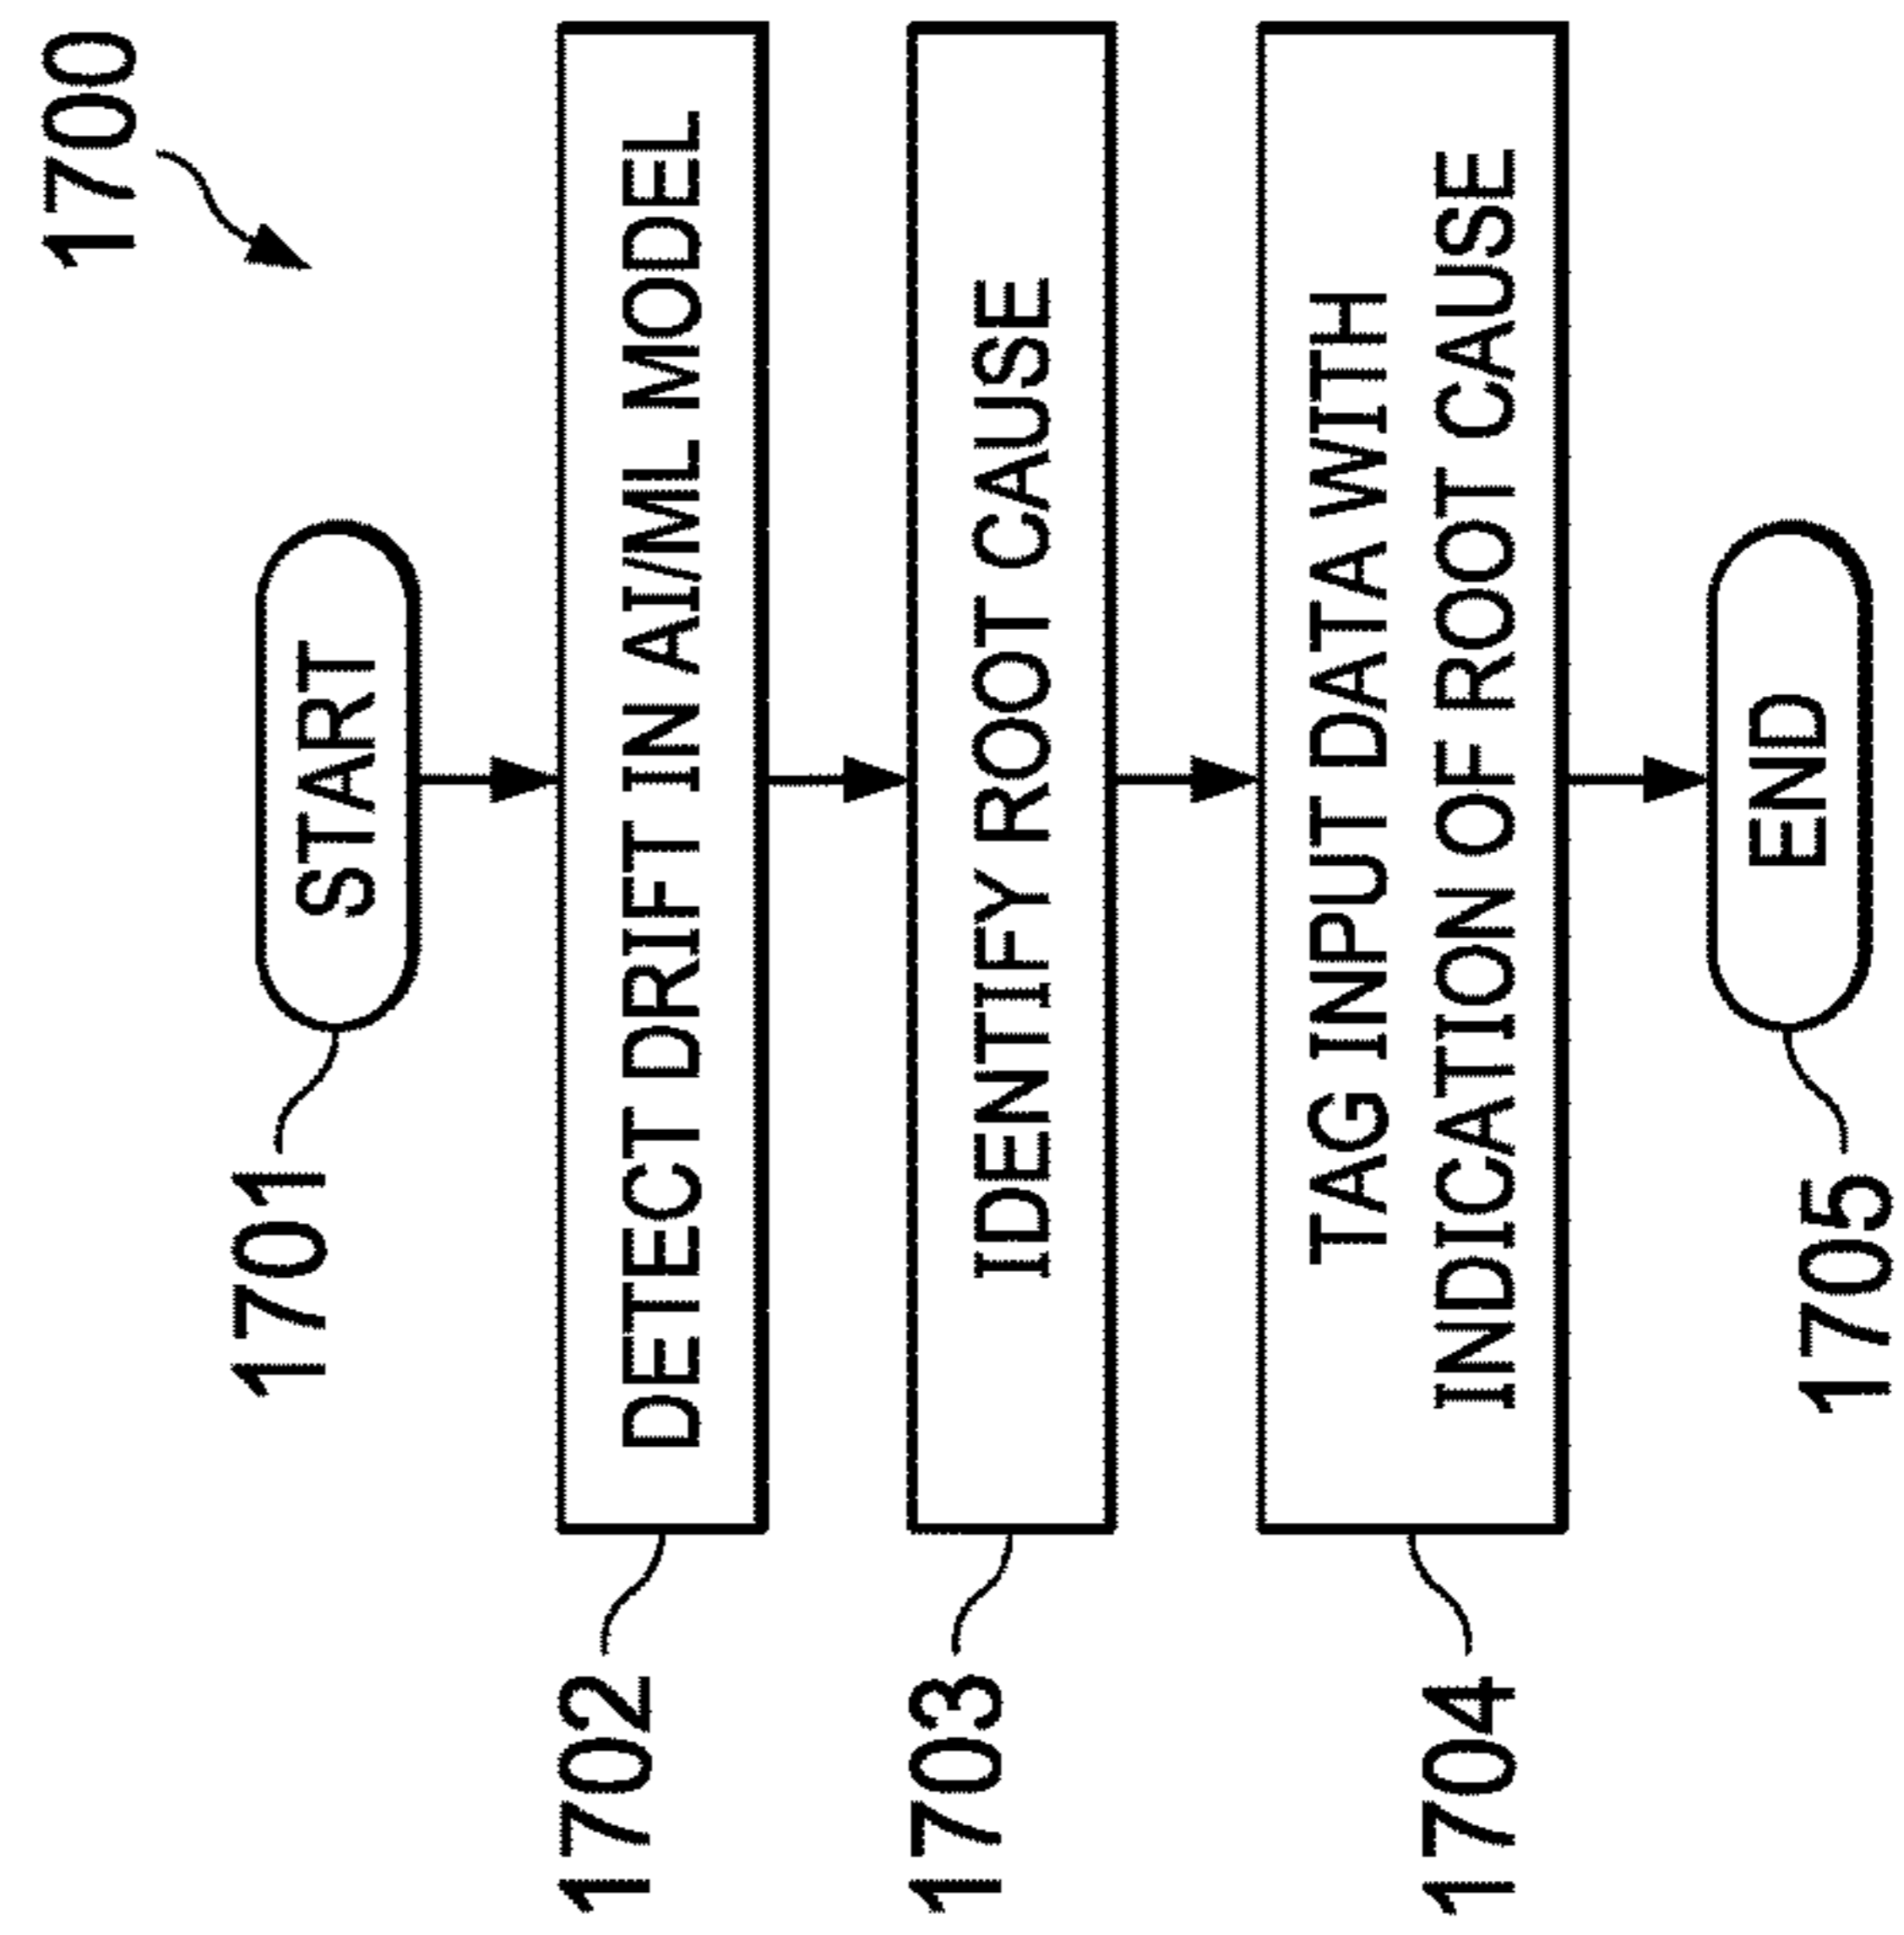 1700
1701
START
1702
DETECT DRIFT IN AI/ML MODEL
1703
IDENTIFY ROOT CAUSE
1704
TAG INPUT DATA WITH
INDICATION OF ROOT CAUSE
1705
END